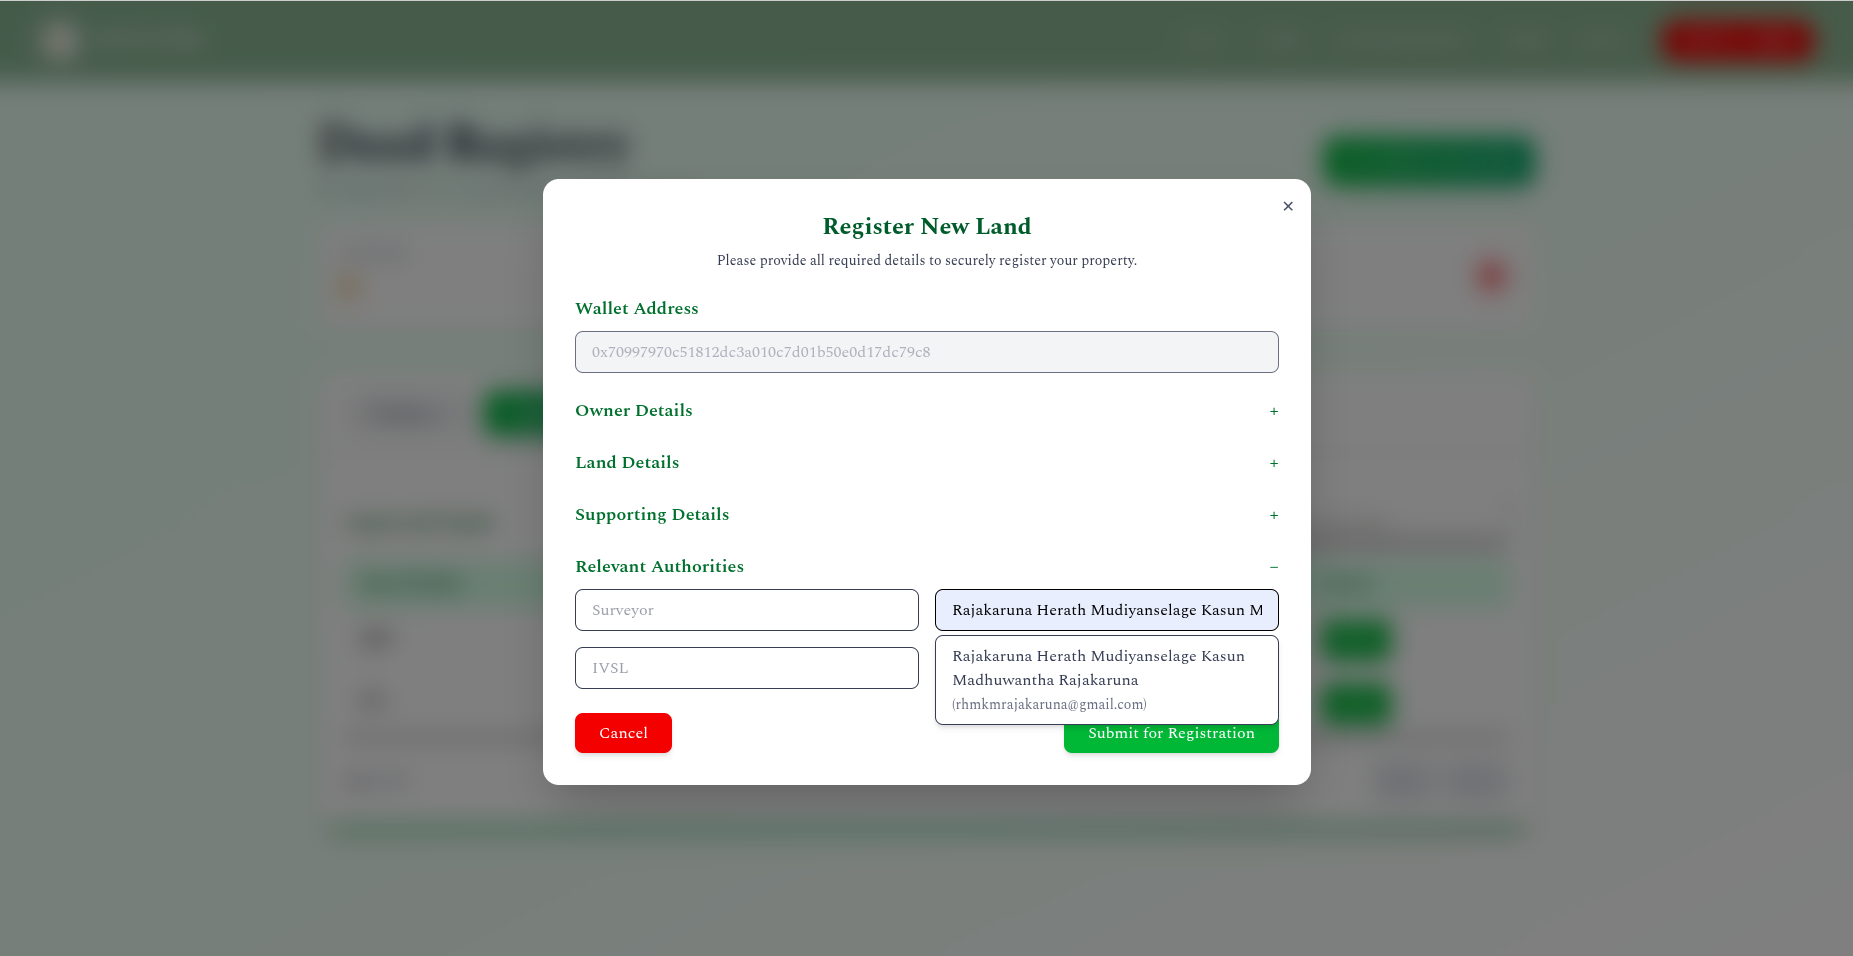 Deed Registry
×
Register New Land
Please provide all required details to securely register your property.
Wallet Address
0x70997970c51812dc3a010c7d01b50e0d17dc79c8
Owner Details +
Land Details +
Supporting Details +
Relevant Authorities −
Surveyor
Rajakaruna Herath Mudiyanselage Kasun M
IVSL
Rajakaruna Herath Mudiyanselage Kasun
Madhuwantha Rajakaruna
(rhmkmrajakaruna@gmail.com)
Cancel
Submit for Registration